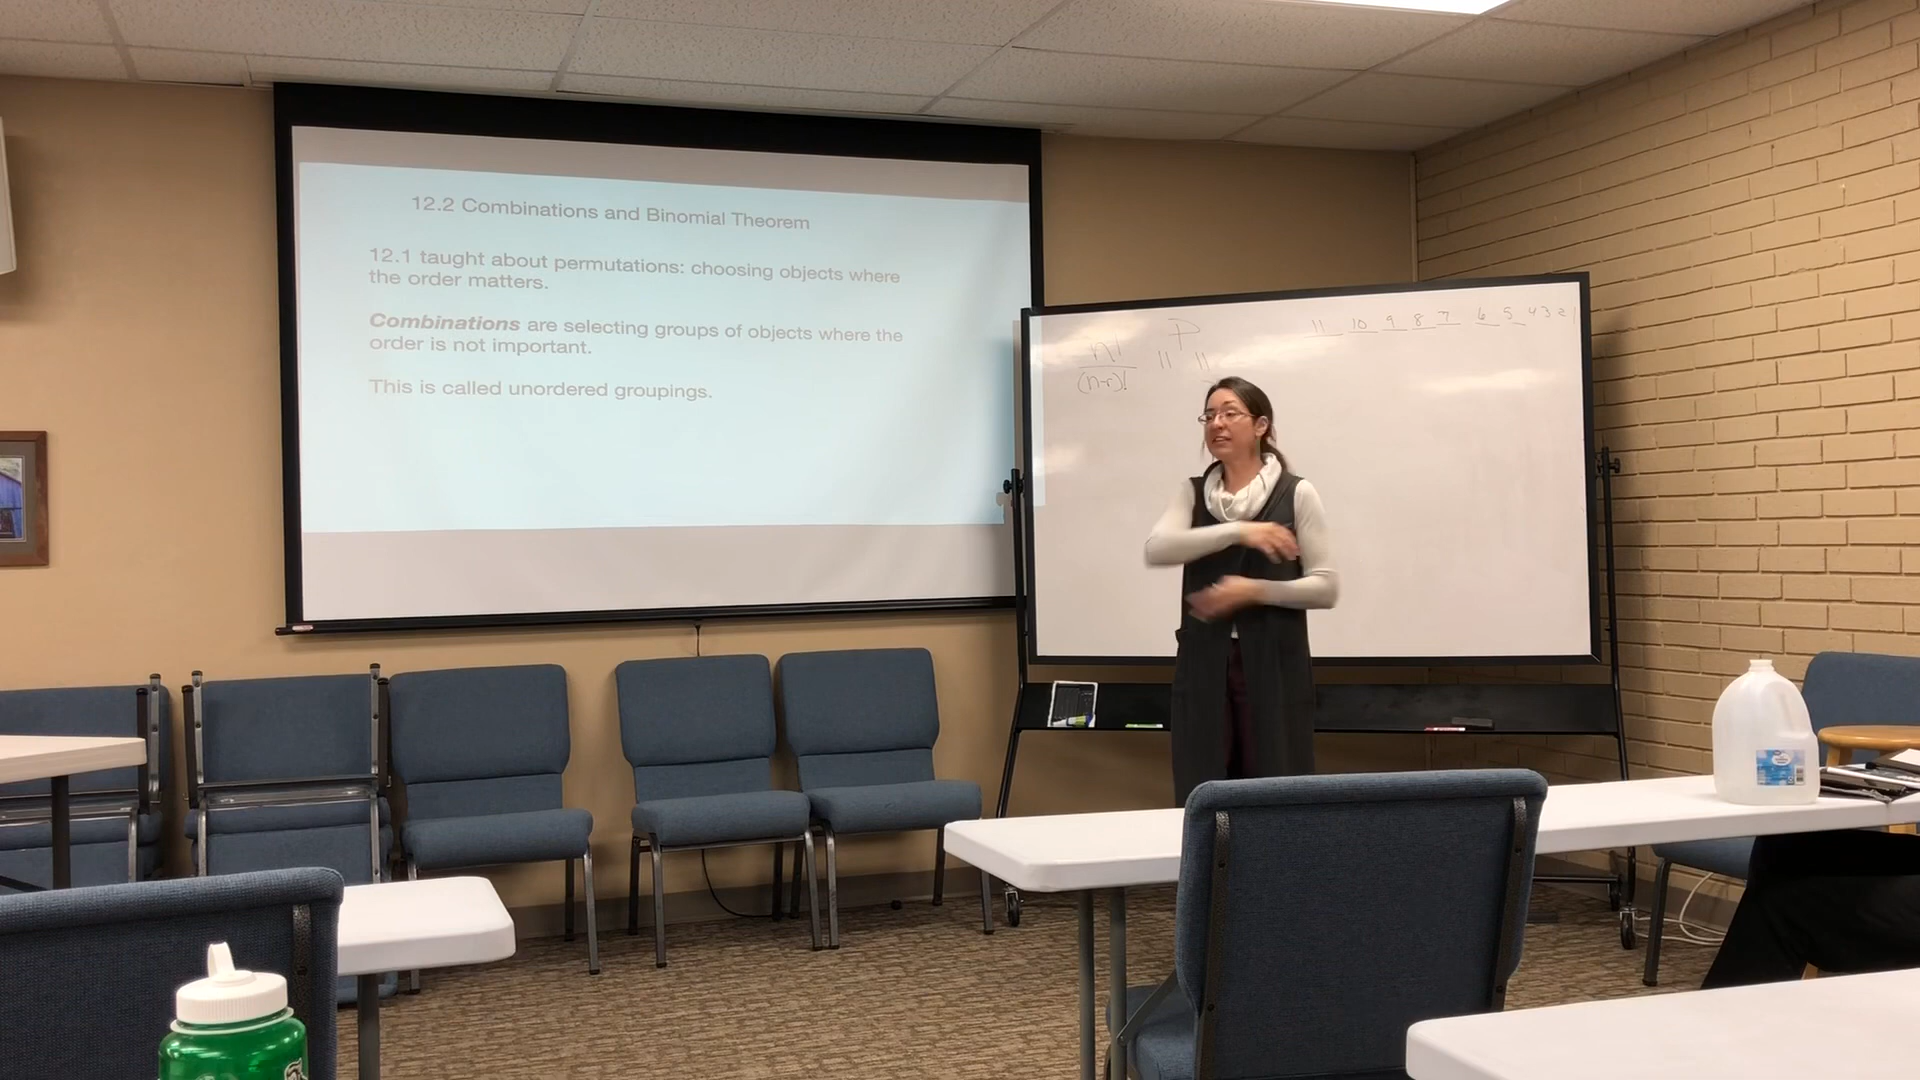 12.2 Combinations and Binomial Theorem
12.1 taught about permutations: choosing objects where
the order matters.
Combinations are selecting groups of objects where the
order is not important.
This is called unordered groupings.
n!
(n-r)!
P
11 11
11 10 9 8 7 6 5 4 3 2 1